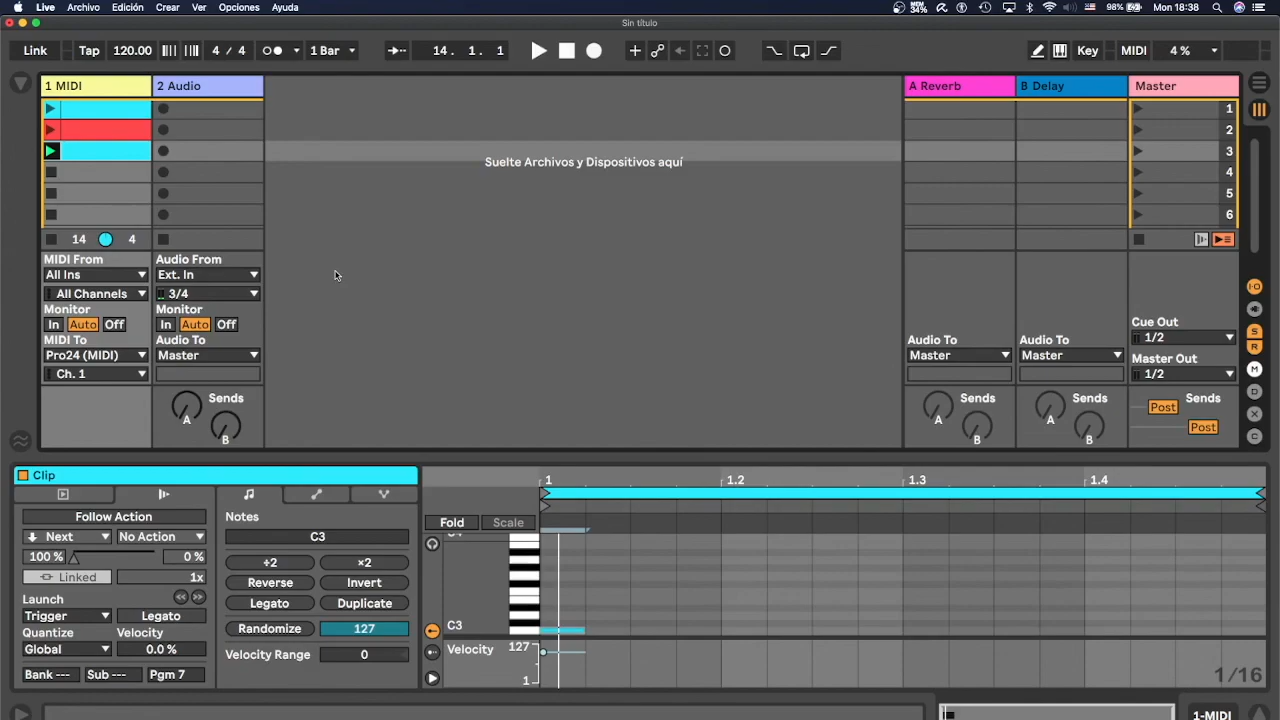 Live Archivo Edición Crear Ver Opciones Ayuda
98% Mon 18:38
Sin título
Link Tap 120.00 4 / 4 1 Bar 14 . 1 . 1 Key MIDI 4 %
1 MIDI 2 Audio A Reverb B Delay Master
1
2
Suelte Archivos y Dispositivos aquí
3
4
5
6
14 4
MIDI From Audio From
All Ins Ext. In
All Channels 3/4
Monitor Monitor
In Auto Off In Auto Off
MIDI To Audio To
Pro24 (MIDI) Master
Ch. 1
Sends
A
B
Audio To Audio To
Master Master
Sends Sends
A A
B B
Cue Out
1/2
Master Out
1/2
Sends
Post
Post
S
R
M
D
X
C
Clip
Follow Action
Next No Action
100 % 0 %
Linked 1x
Launch
Trigger Legato
Quantize Velocity
Global 0.0 %
Bank --- Sub --- Pgm 7
Notes
C3
÷2 ×2
Reverse Invert
Legato Duplicate
Randomize 127
Velocity Range 0
1 1.2 1.3 1.4
Fold Scale
C3
Velocity 127
1
1/16
1-MIDI